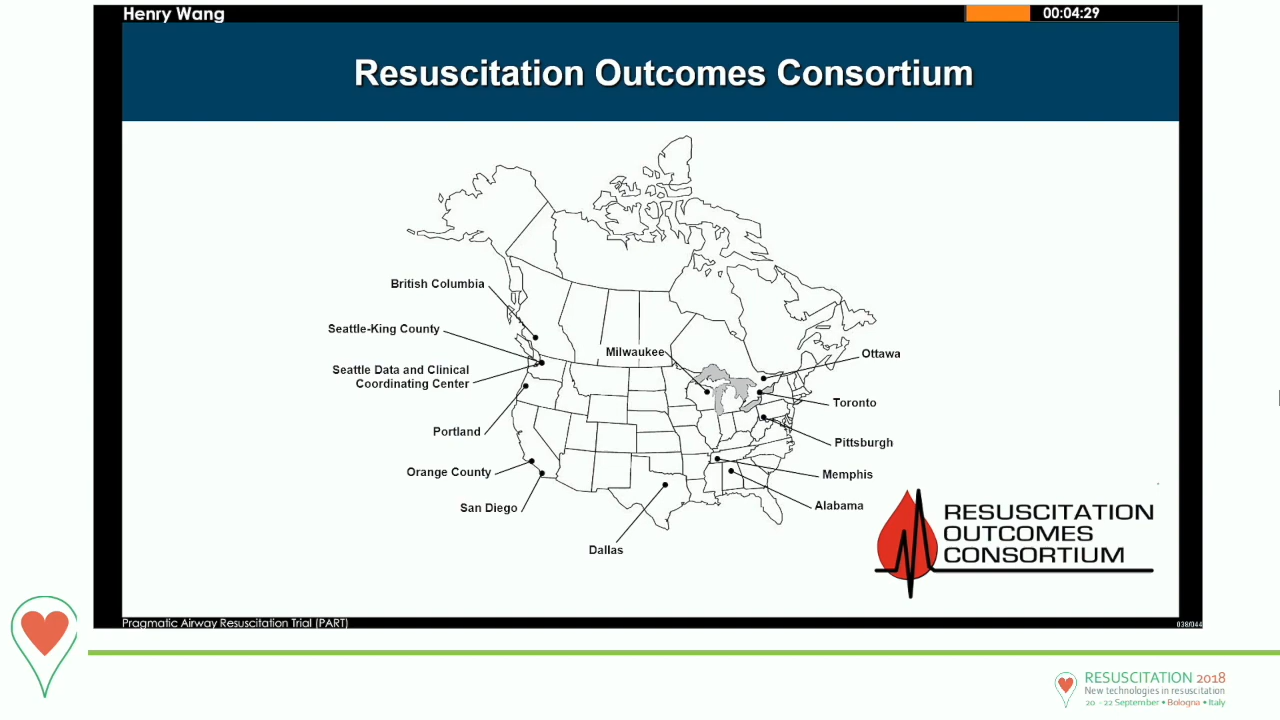 Henry Wang
00:04:29
Resuscitation Outcomes Consortium
British Columbia
Seattle-King County
Seattle Data and Clinical
Coordinating Center
Portland
Orange County
San Diego
Dallas
Milwaukee
Ottawa
Toronto
Pittsburgh
Memphis
Alabama
RESUSCITATION
OUTCOMES
CONSORTIUM
Pragmatic Airway Resuscitation Trial (PART)
038/044
RESUSCITATION 2018
New technologies in resuscitation
20 - 22 September • Bologna • Italy